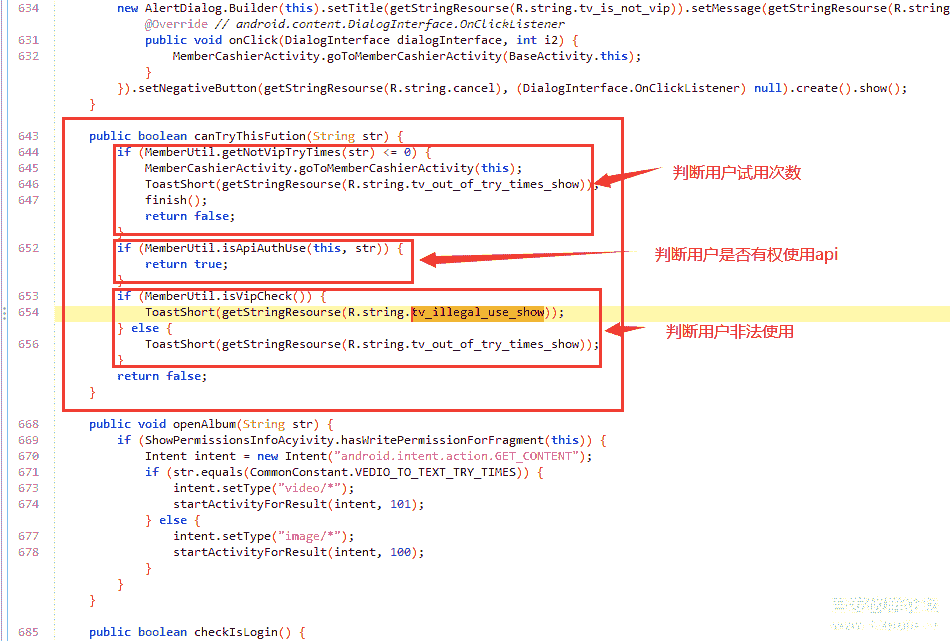 634 new AlertDialog.Builder(this).setTitle(getStringResourse(R.string.tv_is_not_vip)).setMessage(getStringResourse(R.string
@Override // android.content.DialogInterface.OnClickListener
631 public void onClick(DialogInterface dialogInterface, int i2) {
632 MemberCashierActivity.goToMemberCashierActivity(BaseActivity.this);
}
}).setNegativeButton(getStringResourse(R.string.cancel), (DialogInterface.OnClickListener) null).create().show();
}
643 public boolean canTryThisFution(String str) {
644 if (MemberUtil.getNotVipTryTimes(str) <= 0) {
645 MemberCashierActivity.goToMemberCashierActivity(this);
646 ToastShort(getStringResourse(R.string.tv_out_of_try_times_show));
判断用户试用次数
647 finish();
return false;
}
652 if (MemberUtil.isApiAuthUse(this, str)) {
判断用户是否有权使用api
return true;
}
653 if (MemberUtil.isVipCheck()) {
654 ToastShort(getStringResourse(R.string.tv_illegal_use_show));
} else {
判断用户非法使用
656 ToastShort(getStringResourse(R.string.tv_out_of_try_times_show));
}
return false;
}
668 public void openAlbum(String str) {
669 if (ShowPermissionsInfoAcyivity.hasWritePermissionForFragment(this)) {
670 Intent intent = new Intent("android.intent.action.GET_CONTENT");
671 if (str.equals(CommonConstant.VEDIO_TO_TEXT_TRY_TIMES)) {
673 intent.setType("video/*");
674 startActivityForResult(intent, 101);
} else {
677 intent.setType("image/*");
678 startActivityForResult(intent, 100);
}
}
}
685 public boolean checkIsLogin() {